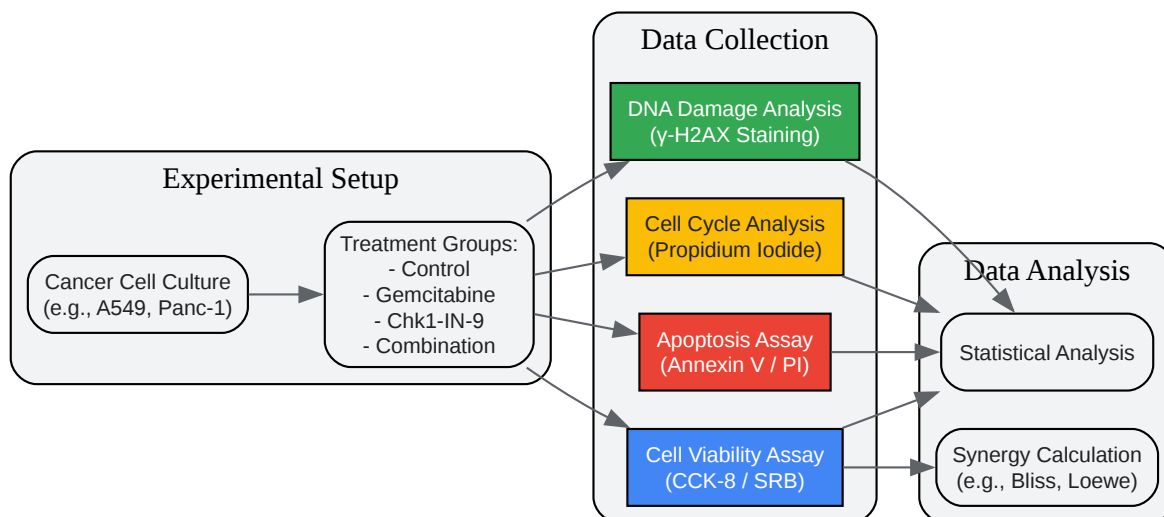 Experimental Setup
Cancer Cell Culture
(e.g., A549, Panc-1)
Treatment Groups:
- Control
- Gemcitabine
- Chk1-IN-9
- Combination
Data Collection
DNA Damage Analysis
(γ-H2AX Staining)
Cell Cycle Analysis
(Propidium Iodide)
Apoptosis Assay
(Annexin V / PI)
Cell Viability Assay
(CCK-8 / SRB)
Data Analysis
Statistical Analysis
Synergy Calculation
(e.g., Bliss, Loewe)